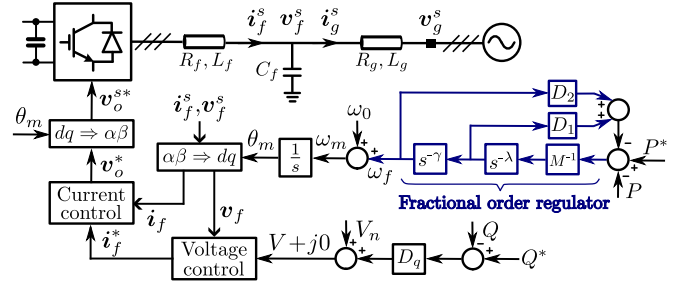 i_f^s v_f^s i_g^s v_g^s
R_f, L_f C_f R_g, L_g
v_o^{s*}
i_f^s, v_f^s
θ_m
dq ⇒ αβ
v_o^*
Current control
i_f
i_f^*
αβ ⇒ dq
v_f
Voltage control
θ_m
1/s
ω_m
ω_0
+ +
ω_f
s^{-γ}
s^{-λ}
M^{-1}
D_2
D_1
+ +
−
− +
P*
−
P
Fractional order regulator
V+j0
V_n
+ +
D_q
Q
− +
Q*